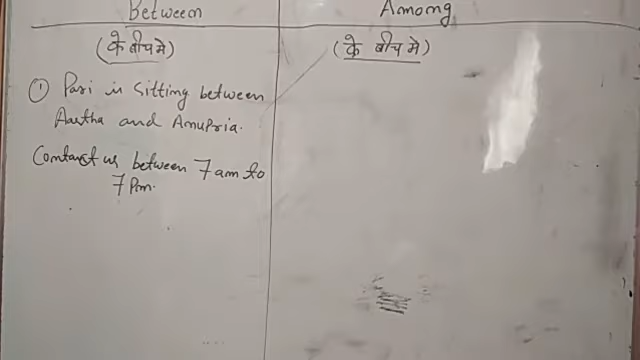 Between
Among
(के बीच मे)
(के बीच मे)
① Pari is sitting between
Aastha and Anupria.
Contact us between 7 am to
7 Pm.